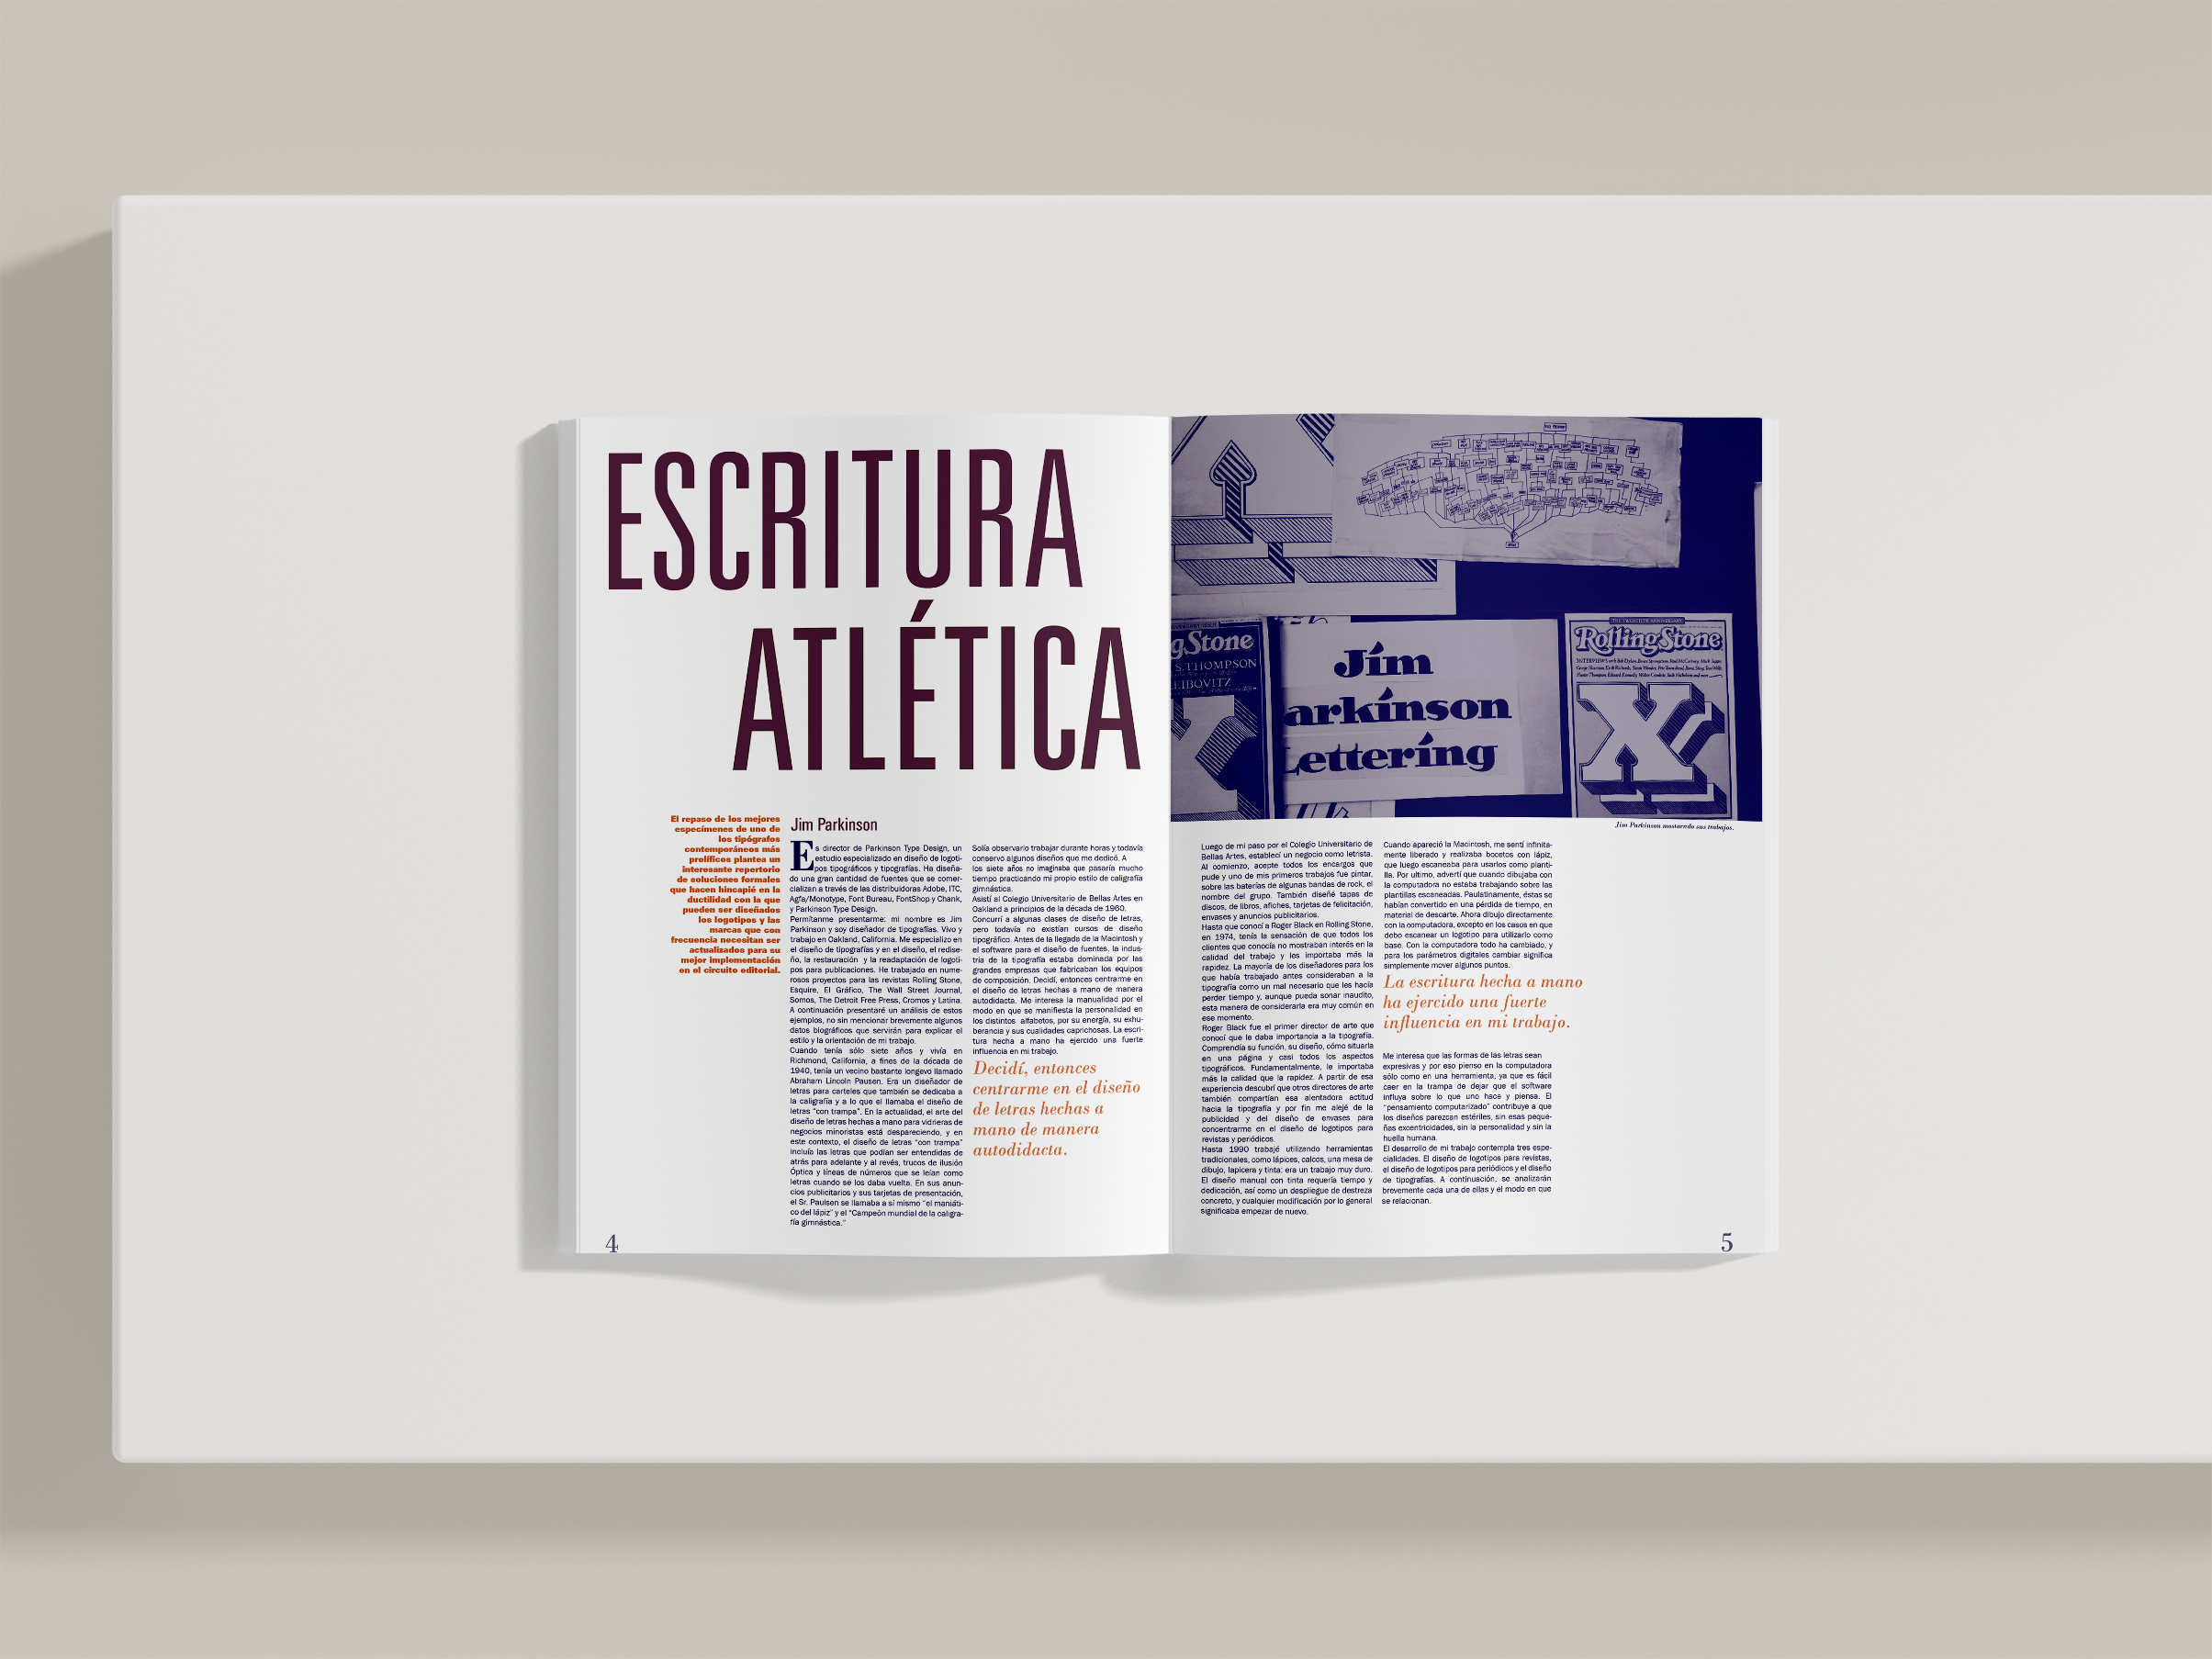 ESCRITURA
ATLÉTICA
El repaso de los mejores
especímenes de uno de
los tipógrafos
contemporáneos más
prolíficos plantea un
interesante repertorio
de soluciones formales
que hacen hincapié en la
ductilidad con la que
pueden ser diseñados
los logotipos y las
marcas que con
frecuencia necesitan ser
actualizados para su
mejor implementación
en el circuito editorial.
Jim Parkinson
Es director de Parkinson Type Design, un
estudio especializado en diseño de logoti-
pos tipográficos y tipografías. Ha diseña-
do una gran cantidad de fuentes que se comer-
cializan a través de las distribuidoras Adobe, ITC,
Agfa/Monotype, Font Bureau, FontShop y Chank,
y Parkinson Type Design.
Permítanme presentarme: mi nombre es Jim
Parkinson y soy diseñador de tipografías. Vivo y
trabajo en Oakland, California. Me especializo en
el diseño de tipografías y en el diseño, el redise-
ño, la restauración y la readaptación de logoti-
pos para publicaciones. He trabajado en nume-
rosos proyectos para las revistas Rolling Stone,
Esquire, El Gráfico, The Wall Street Journal,
Somos, The Detroit Free Press, Cromos y Latina.
A continuación presentaré un análisis de estos
ejemplos, no sin mencionar brevemente algunos
datos biográficos que servirán para explicar el
estilo y la orientación de mi trabajo.
Cuando tenía sólo siete años y vivía en
Richmond, California, a fines de la década de
1940, tenía un vecino bastante longevo llamado
Abraham Lincoln Pausen. Era un diseñador de
letras para carteles que también se dedicaba a
la caligrafía y a lo que el llamaba el diseño de
letras "con trampa". En la actualidad, el arte del
diseño de letras hechas a mano para vidrieras de
negocios minoristas está despareciendo, y en
este contexto, el diseño de letras "con trampa"
incluía las letras que podían ser entendidas de
atrás para adelante y al revés, trucos de ilusión
Óptica y líneas de números que se leían como
letras cuando se los daba vuelta. En sus anun-
cios publicitarios y sus tarjetas de presentación,
el Sr. Paulsen se llamaba a sí mismo "el maniáti-
co del lápiz" y el "Campeón mundial de la caligra-
fía gimnástica."
Solía observarlo trabajar durante horas y todavía
conservo algunos diseños que me dedicó. A
los siete años no imaginaba que pasaría mucho
tiempo practicando mi propio estilo de caligrafía
gimnástica.
Asistí al Colegio Universitario de Bellas Artes en
Oakland a principios de la década de 1960.
Concurrí a algunas clases de diseño de letras,
pero todavía no existían cursos de diseño
tipográfico. Antes de la llegada de la Macintosh y
el software para el diseño de fuentes, la indus-
tria de la tipografía estaba dominada por las
grandes empresas que fabricaban los equipos
de composición. Decidí, entonces centrarme en
el diseño de letras hechas a mano de manera
autodidacta. Me interesa la manualidad por el
modo en que se manifiesta la personalidad en
los distintos alfabetos, por su energía, su exhu-
berancia y sus cualidades caprichosas. La escri-
tura hecha a mano ha ejercido una fuerte
influencia en mi trabajo.
Decidí, entonces
centrarme en el diseño
de letras hechas a
mano de manera
autodidacta.
4
gStone
S.THOMPSON
EIBOVITZ
Jim
arkinson
Lettering
THE TWENTIETH ANNIVERSARY
RollingStone
X
Jim Parkinson mostarndo sus trabajos.
Luego de mi paso por el Colegio Universitario de
Bellas Artes, establecí un negocio como letrista.
Al comienzo, acepte todos los encargos que
pude y uno de mis primeros trabajos fue pintar,
sobre las baterías de algunas bandas de rock, el
nombre del grupo. También diseñé tapas de
discos, de libros, afiches, tarjetas de felicitación,
envases y anuncios publicitarios.
Hasta que conocí a Roger Black en Rolling Stone,
en 1974, tenís la sensación de que todos los
clientes que conocía no mostraban interés en la
calidad del trabajo y les importaba más la
rapidez. La mayoría de los diseñadores para los
que había trabajado antes consideraban a la
tipografía como un mal necesario que les hacía
perder tiempo y, aunque pueda sonar inaudito,
esta manera de considerarla era muy común en
ese momento.
Roger Black fue el primer director de arte que
conocí que le daba importancia a la tipografía.
Comprendía su función, su diseño, cómo situarla
en una página y casi todos los aspectos
tipográficos. Fundamentalmente, le importaba
más la calidad que la rapidez. A partir de esa
experiencia descubrí que otros directores de arte
también compartían esa alentadora actitud
hacia la tipografía y por fin me alejé de la
publicidad y del diseño de envases para
concentrarme en el diseño de logotipos para
revistas y periódicos.
Hasta 1990 trabajé utilizando herramientas
tradicionales, como lápices, calcos, una mesa de
dibujo, lapicera y tinta: era un trabajo muy duro.
El diseño manual con tinta requería tiempo y
dedicación, así como un despliegue de destreza
concreto, y cualquier modificación por lo general
significaba empezar de nuevo.
Cuando apareció la Macintosh, me sentí infinita-
mente liberado y realizaba bocetos con lápiz,
que luego escaneaba para usarlos como planti-
lla. Por ultimo, advertí que cuando dibujaba con
la computadora no estaba trabajando sobre las
plantillas escaneadas. Paulatinamente, éstas se
habían convertido en una pérdida de tiempo, en
material de descarte. Ahora dibujo directamente
con la computadora, excepto en los casos en que
debo escanear un logotipo para utilizarlo como
base. Con la computadora todo ha cambiado, y
para los parámetros digitales cambiar significa
simplemente mover algunos puntos.
La escritura hecha a mano
ha ejercido una fuerte
influencia en mi trabajo.
Me interesa que las formas de las letras sean
expresivas y por eso pienso en la computadora
sólo como en una herramienta, ya que es fácil
caer en la trampa de dejar que el software
influya sobre lo que uno hace y piensa. El
"pensamiento computarizado" contribuye a que
los diseños parezcan estériles, sin esas peque-
ñas excentricidades, sin la personalidad y sin la
huella humana.
El desarrollo de mi trabajo contempla tres espe-
cialidades. El diseño de logotipos para revistas,
el diseño de logotipos para periódicos y el diseño
de tipografías. A continuación, se analizarán
brevemente cada una de ellas y el modo en que
se relacionan.
5